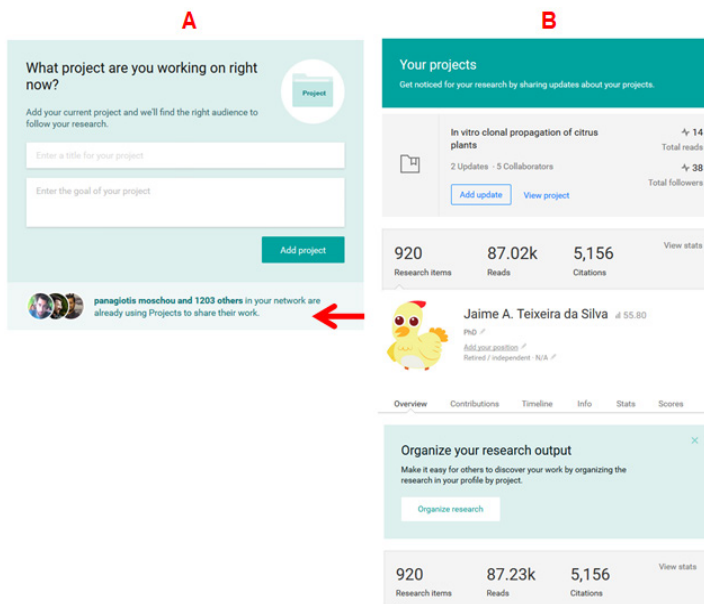 A
What project are you working on right
now?
Project
Add your current project and we'll find the right audience to
follow your research.
Enter a title for your project
Enter the goal of your project
Add project
panagiotis moschou and 1203 others in your network are
already using Projects to share their work.
B
Your projects
Get noticed for your research by sharing updates about your projects.
In vitro clonal propagation of citrus
plants
2 Updates · 5 Collaborators
Add update View project
14
Total reads
38
Total followers
920 87.02k 5,156 View stats
Research items Reads Citations
Jaime A. Teixeira da Silva 55.80
PhD
Add your position
Retired / independent · N/A
Overview Contributions Timeline Info Stats Scores
Organize your research output
Make it easy for others to discover your work by organizing the
research in your profile by project.
Organize research
920 87.23k 5,156 View stats
Research items Reads Citations